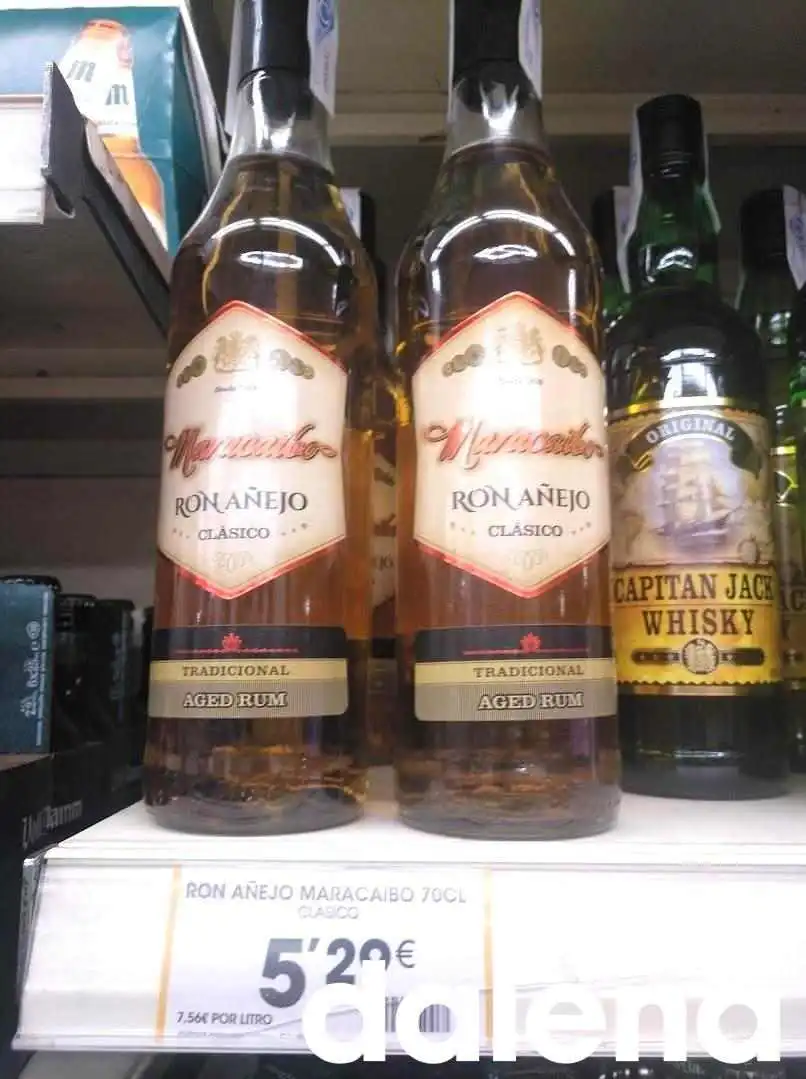 Maracaibo
RON AÑEJO
CLÁSICO
TRADICIONAL
AGED RUM
Maracaibo
RON AÑEJO
CLÁSICO
TRADICIONAL
AGED RUM
ORIGINAL
CAPITAN JACK
WHISKY
RON AÑEJO MARACAIBO 70CL
CLASICO
5'29€
7,56€ POR LITRO
dalena